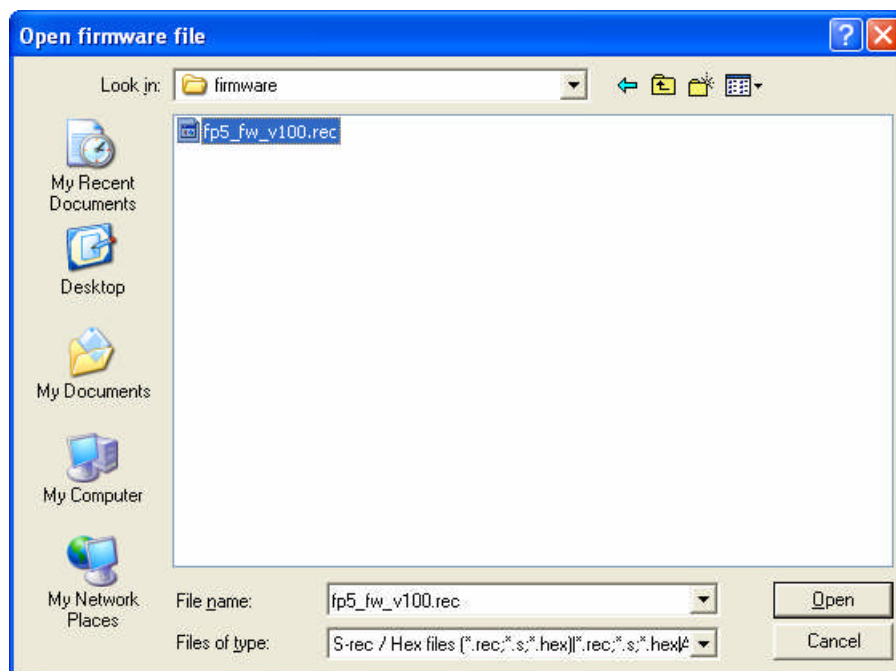 Open firmware file
Look in: firmware
fp5_fw_v100.rec
My Recent
Documents
Desktop
My Documents
My Computer
My Network
Places
File name: fp5_fw_v100.rec Open
Files of type: S-rec / Hex files (*.rec;*.s;*.hex)|*.rec;*.s;*.hex|A Cancel